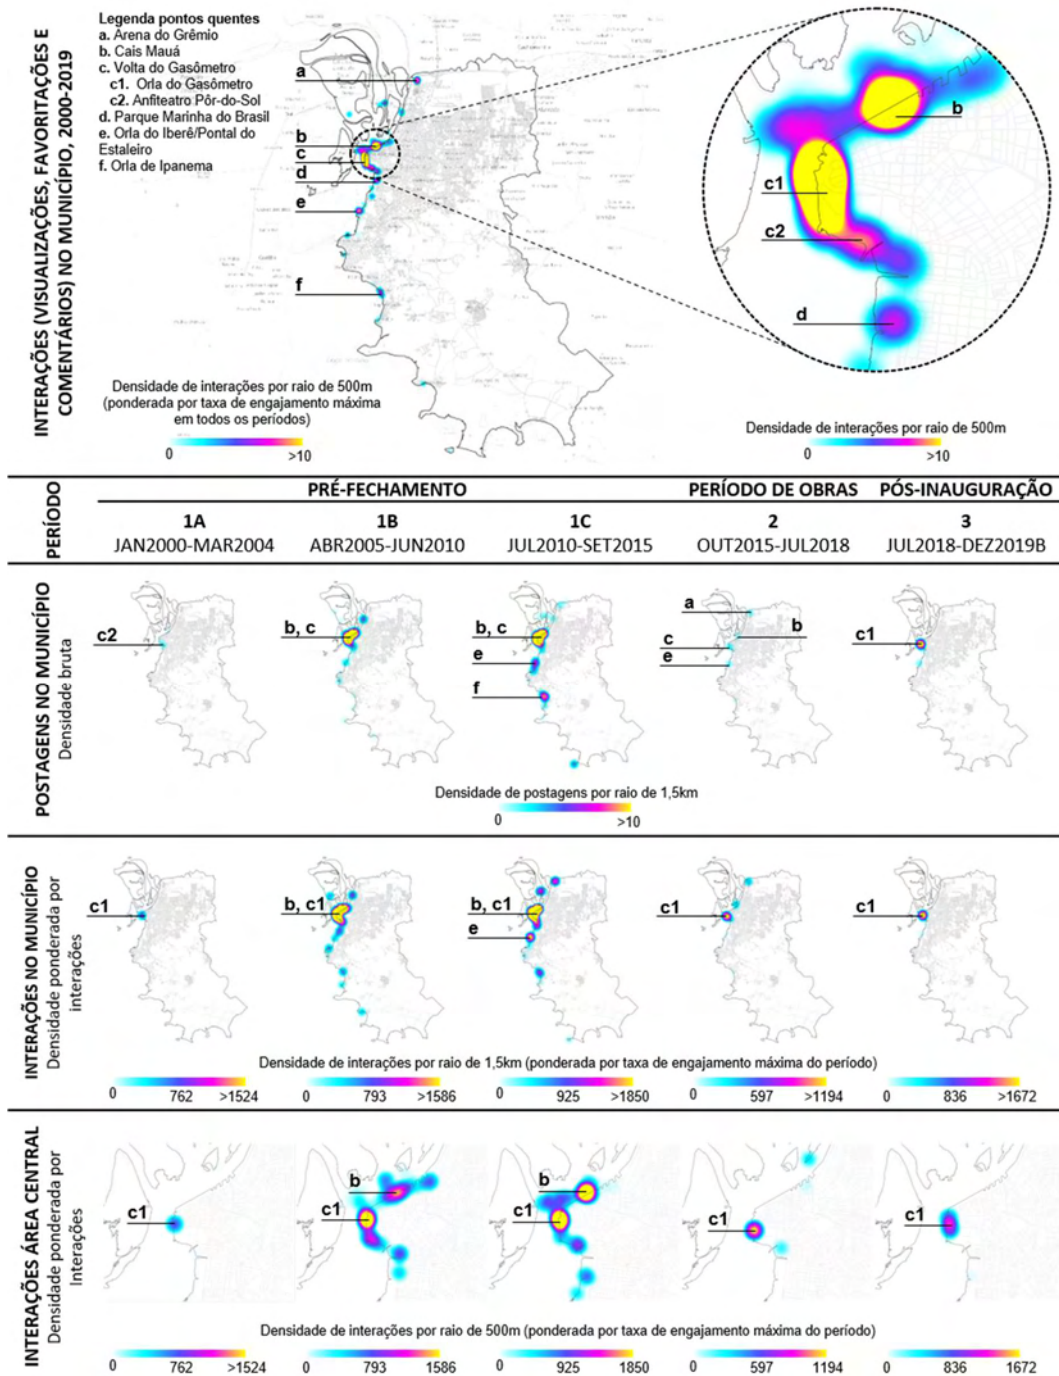 INTERAÇÕES (VISUALIZAÇÕES, FAVORITAÇÕES E
COMENTÁRIOS) NO MUNICÍPIO, 2000-2019
Legenda pontos quentes
a. Arena do Grêmio
b. Cais Mauá
c. Volta do Gasômetro
c1. Orla do Gasômetro
c2. Anfiteatro Pôr-do-Sol
d. Parque Marinha do Brasil
e. Orla do Iberê/Pontal do
Estaleiro
f. Orla de Ipanema
a
b
c
d
e
f
b
c1
c2
d
Densidade de interações por raio de 500m
(ponderada por taxa de engajamento máxima
em todos os períodos)
0 >10
Densidade de interações por raio de 500m
0 >10
PERÍODO
PRÉ-FECHAMENTO PERÍODO DE OBRAS PÓS-INAUGURAÇÃO
1A 1B 1C 2 3
JAN2000-MAR2004 ABR2005-JUN2010 JUL2010-SET2015 OUT2015-JUL2018 JUL2018-DEZ2019B
POSTAGENS NO MUNICÍPIO
Densidade bruta
c2
b, c
b, c
e
f
a
b
c
e
c1
Densidade de postagens por raio de 1,5km
0 >10
INTERAÇÕES NO MUNICÍPIO
Densidade ponderada por
interações
c1
b, c1
b, c1
e
c1
c1
Densidade de interações por raio de 1,5km (ponderada por taxa de engajamento máxima do período)
0 762 >1524 0 793 >1586 0 925 >1850 0 597 >1194 0 836 >1672
INTERAÇÕES ÁREA CENTRAL
Densidade ponderada por
Interações
c1
b
c1
b
c1
c1
c1
Densidade de interações por raio de 500m (ponderada por taxa de engajamento máxima do período)
0 762 >1524 0 793 1586 0 925 1850 0 597 1194 0 836 1672